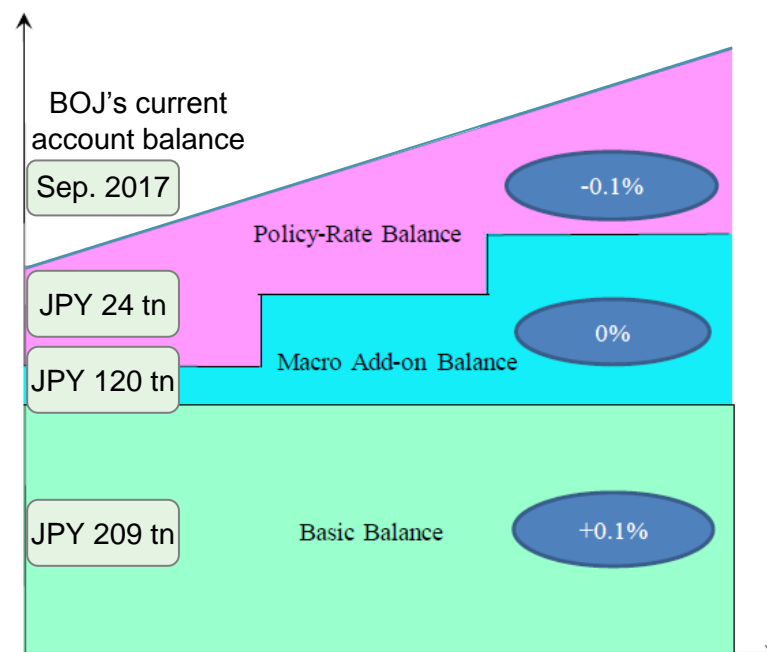 BOJ's current
account balance
Sep. 2017
-0.1%
Policy-Rate Balance
JPY 24 tn
0%
Macro Add-on Balance
JPY 120 tn
JPY 209 tn
Basic Balance
+0.1%